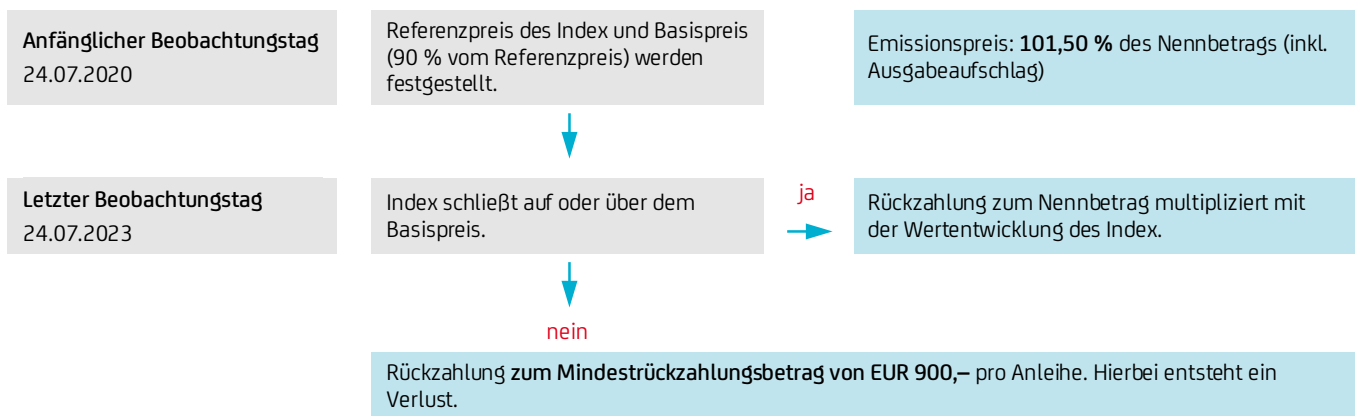 Anfänglicher Beobachtungstag
24.07.2020
Referenzpreis des Index und Basispreis
(90 % vom Referenzpreis) werden
festgestellt.
Emissionspreis: 101,50 % des Nennbetrags (inkl.
Ausgabeaufschlag)
Letzter Beobachtungstag
24.07.2023
Index schließt auf oder über dem
Basispreis.
ja
Rückzahlung zum Nennbetrag multipliziert mit
der Wertentwicklung des Index.
nein
Rückzahlung zum Mindestrückzahlungsbetrag von EUR 900,– pro Anleihe. Hierbei entsteht ein
Verlust.